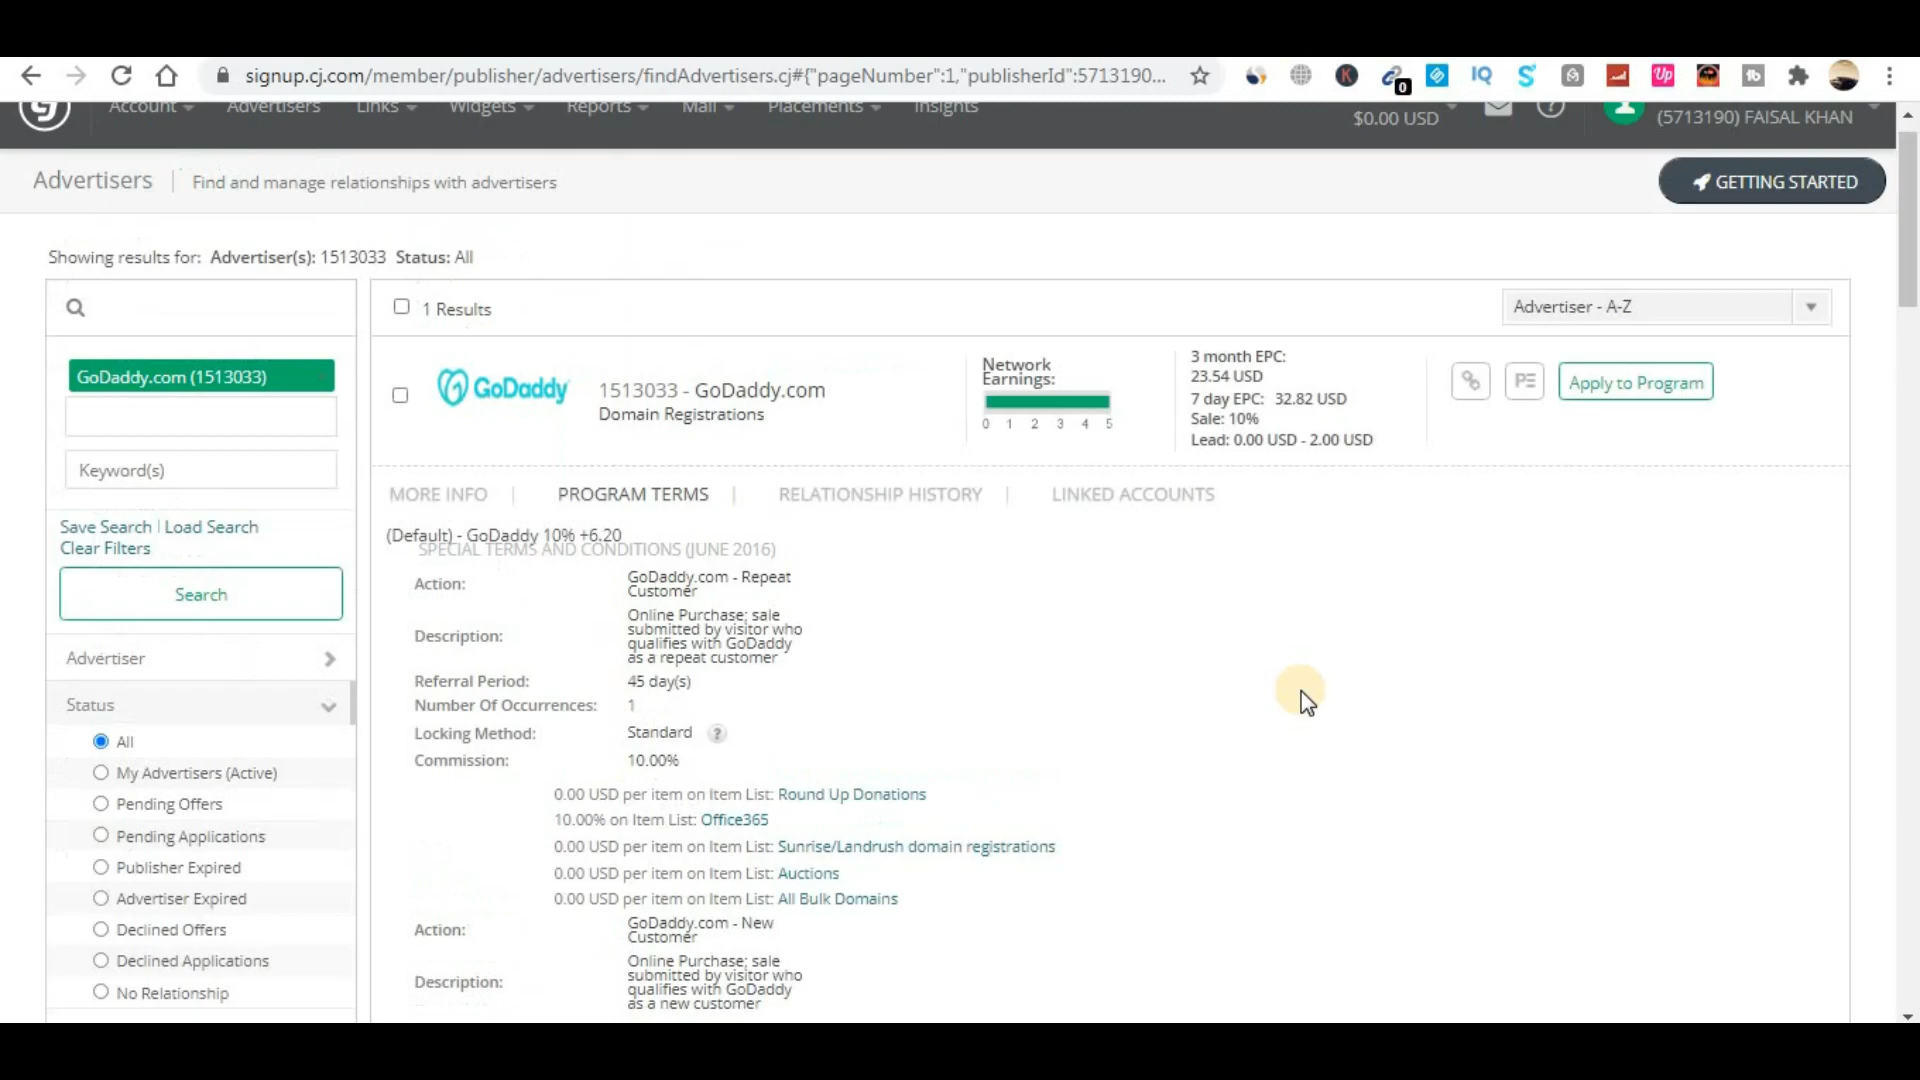 signup.cj.com/member/publisher/advertisers/findAdvertisers.cj#{"pageNumber":1,"publisherId":5713190...
0
IQ
Up
Account
Advertisers
Links
Widgets
Reports
Mail
Placements
Insights
$0.00 USD
(5713190) FAISAL KHAN
Advertisers
Find and manage relationships with advertisers
GETTING STARTED
Showing results for: Advertiser(s): 1513033 Status: All
1 Results
Advertiser - A-Z
GoDaddy.com (1513033)
Keyword(s)
Save Search | Load Search
Clear Filters
Search
Advertiser
Status
All
My Advertisers (Active)
Pending Offers
Pending Applications
Publisher Expired
Advertiser Expired
Declined Offers
Declined Applications
No Relationship
GoDaddy
1513033 - GoDaddy.com
Domain Registrations
Network
Earnings:
0 1 2 3 4 5
3 month EPC:
23.54 USD
7 day EPC: 32.82 USD
Sale: 10%
Lead: 0.00 USD - 2.00 USD
PE
Apply to Program
MORE INFO | PROGRAM TERMS | RELATIONSHIP HISTORY | LINKED ACCOUNTS
(Default) - GoDaddy 10% +6.20
SPECIAL TERMS AND CONDITIONS (JUNE 2016)
Action: GoDaddy.com - Repeat
Customer
Description: Online Purchase; sale
submitted by visitor who
qualifies with GoDaddy
as a repeat customer
Referral Period: 45 day(s)
Number Of Occurrences: 1
Locking Method: Standard ?
Commission: 10.00%
0.00 USD per item on Item List: Round Up Donations
10.00% on Item List: Office365
0.00 USD per item on Item List: Sunrise/Landrush domain registrations
0.00 USD per item on Item List: Auctions
0.00 USD per item on Item List: All Bulk Domains
Action: GoDaddy.com - New
Customer
Description: Online Purchase; sale
submitted by visitor who
qualifies with GoDaddy
as a new customer